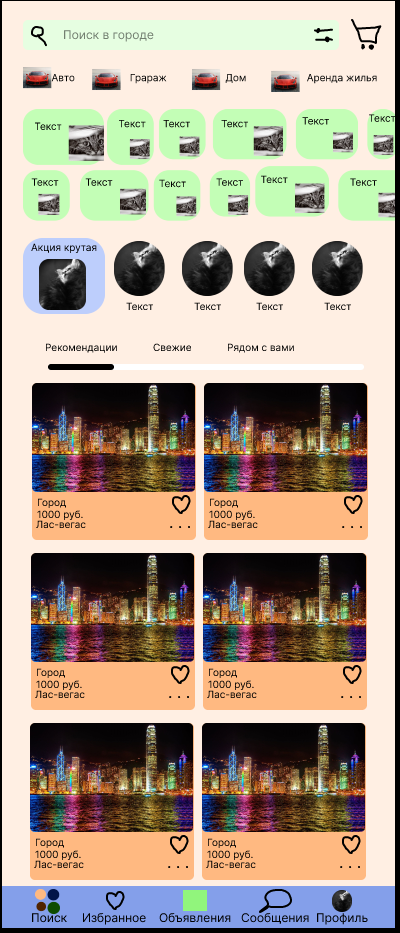 Поиск в городе
Авто Грараж Дом Аренда жилья
Текст Текст Текст Текст Текст Текст
Текст Текст Текст Текст Текст Текст
Акция крутая
Текст Текст Текст Текст
Рекомендации Свежие Рядом с вами
Город
1000 руб.
Лас-вегас
Город
1000 руб.
Лас-вегас
Город
1000 руб.
Лас-вегас
Город
1000 руб.
Лас-вегас
Город
1000 руб.
Лас-вегас
Город
1000 руб.
Лас-вегас
Поиск Избранное Объявления Сообщения Профиль